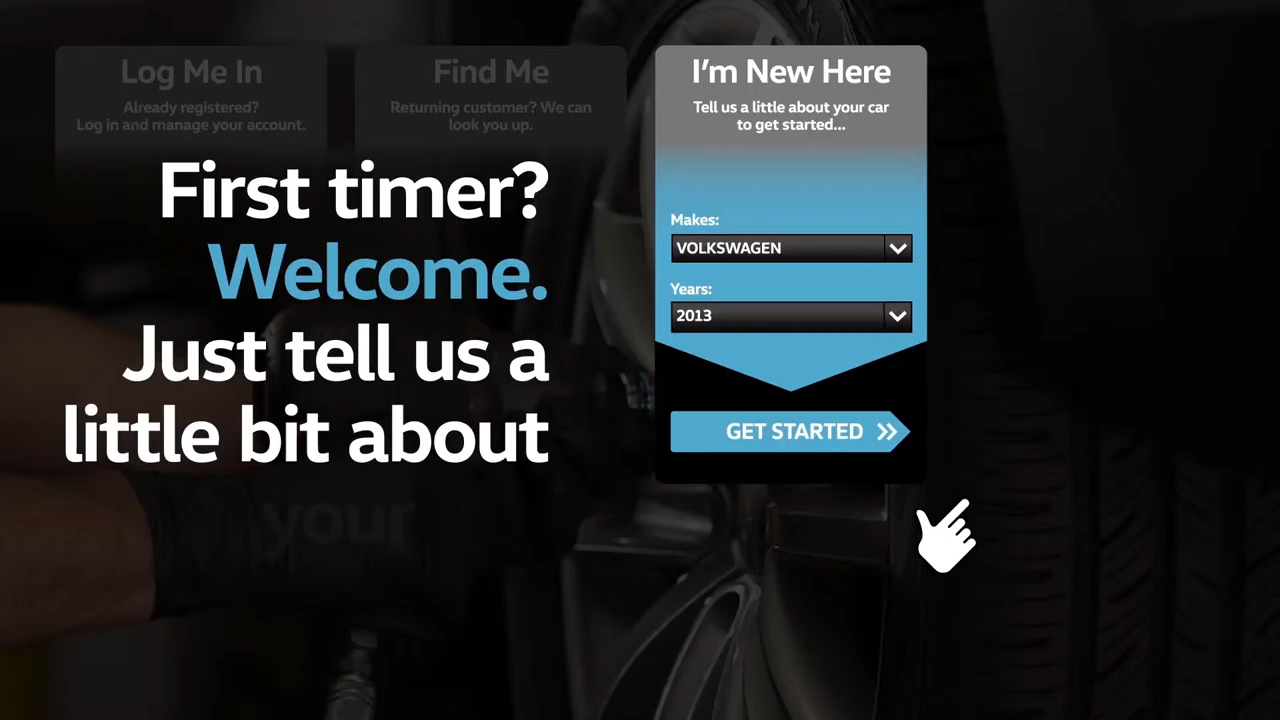 Log Me In
Already registered?
Log in and manage your account.
Find Me
Returning customer? We can
look you up.
I'm New Here
Tell us a little about your car
to get started...
Makes:
VOLKSWAGEN
Years:
2013
GET STARTED
First timer?
Welcome.
Just tell us a
little bit about
your